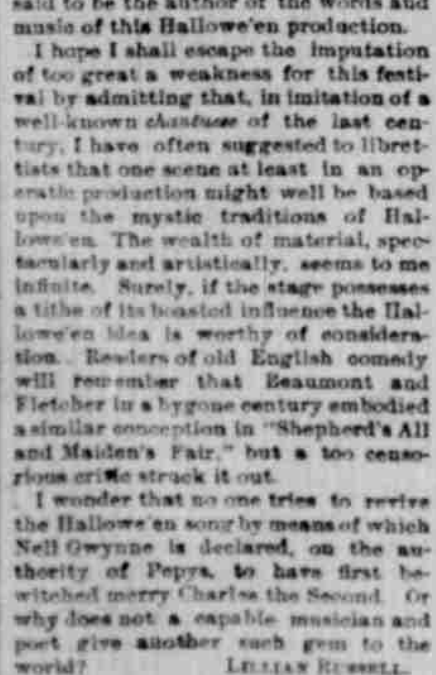 said to be the author of the words and
music of this Hallowe'en production.
I hope I shall escape the imputation
of too great a weakness for this festi-
val by admitting that, in imitation of a
well-known chanteuse of the last cen-
tury, I have often suggested to libret-
tists that one scene at least in an op-
eratic production might well be based
upon the mystic traditions of Hal-
lowe'en. The wealth of material, spec-
tacularly and artistically, seems to me
infinite. Surely, if the stage possesses
a tithe of its boasted influence the Hal-
lowe'en idea is worthy of considera-
tion. Readers of old English comedy
will remember that Beaumont and
Fletcher in a bygone century embodied
a similar conception in "Shepherd's All
and Maiden's Fair," but a too censo-
rious critic struck it out.
I wonder that no one tries to revive
the Hallowe'en song by means of which
Nell Gwynne is declared, on the au-
thority of Pepys, to have first be-
witched merry Charles the Second. Or
why does not a capable musician and
poet give another such gem to the
world? LILLIAN RUSSELL.